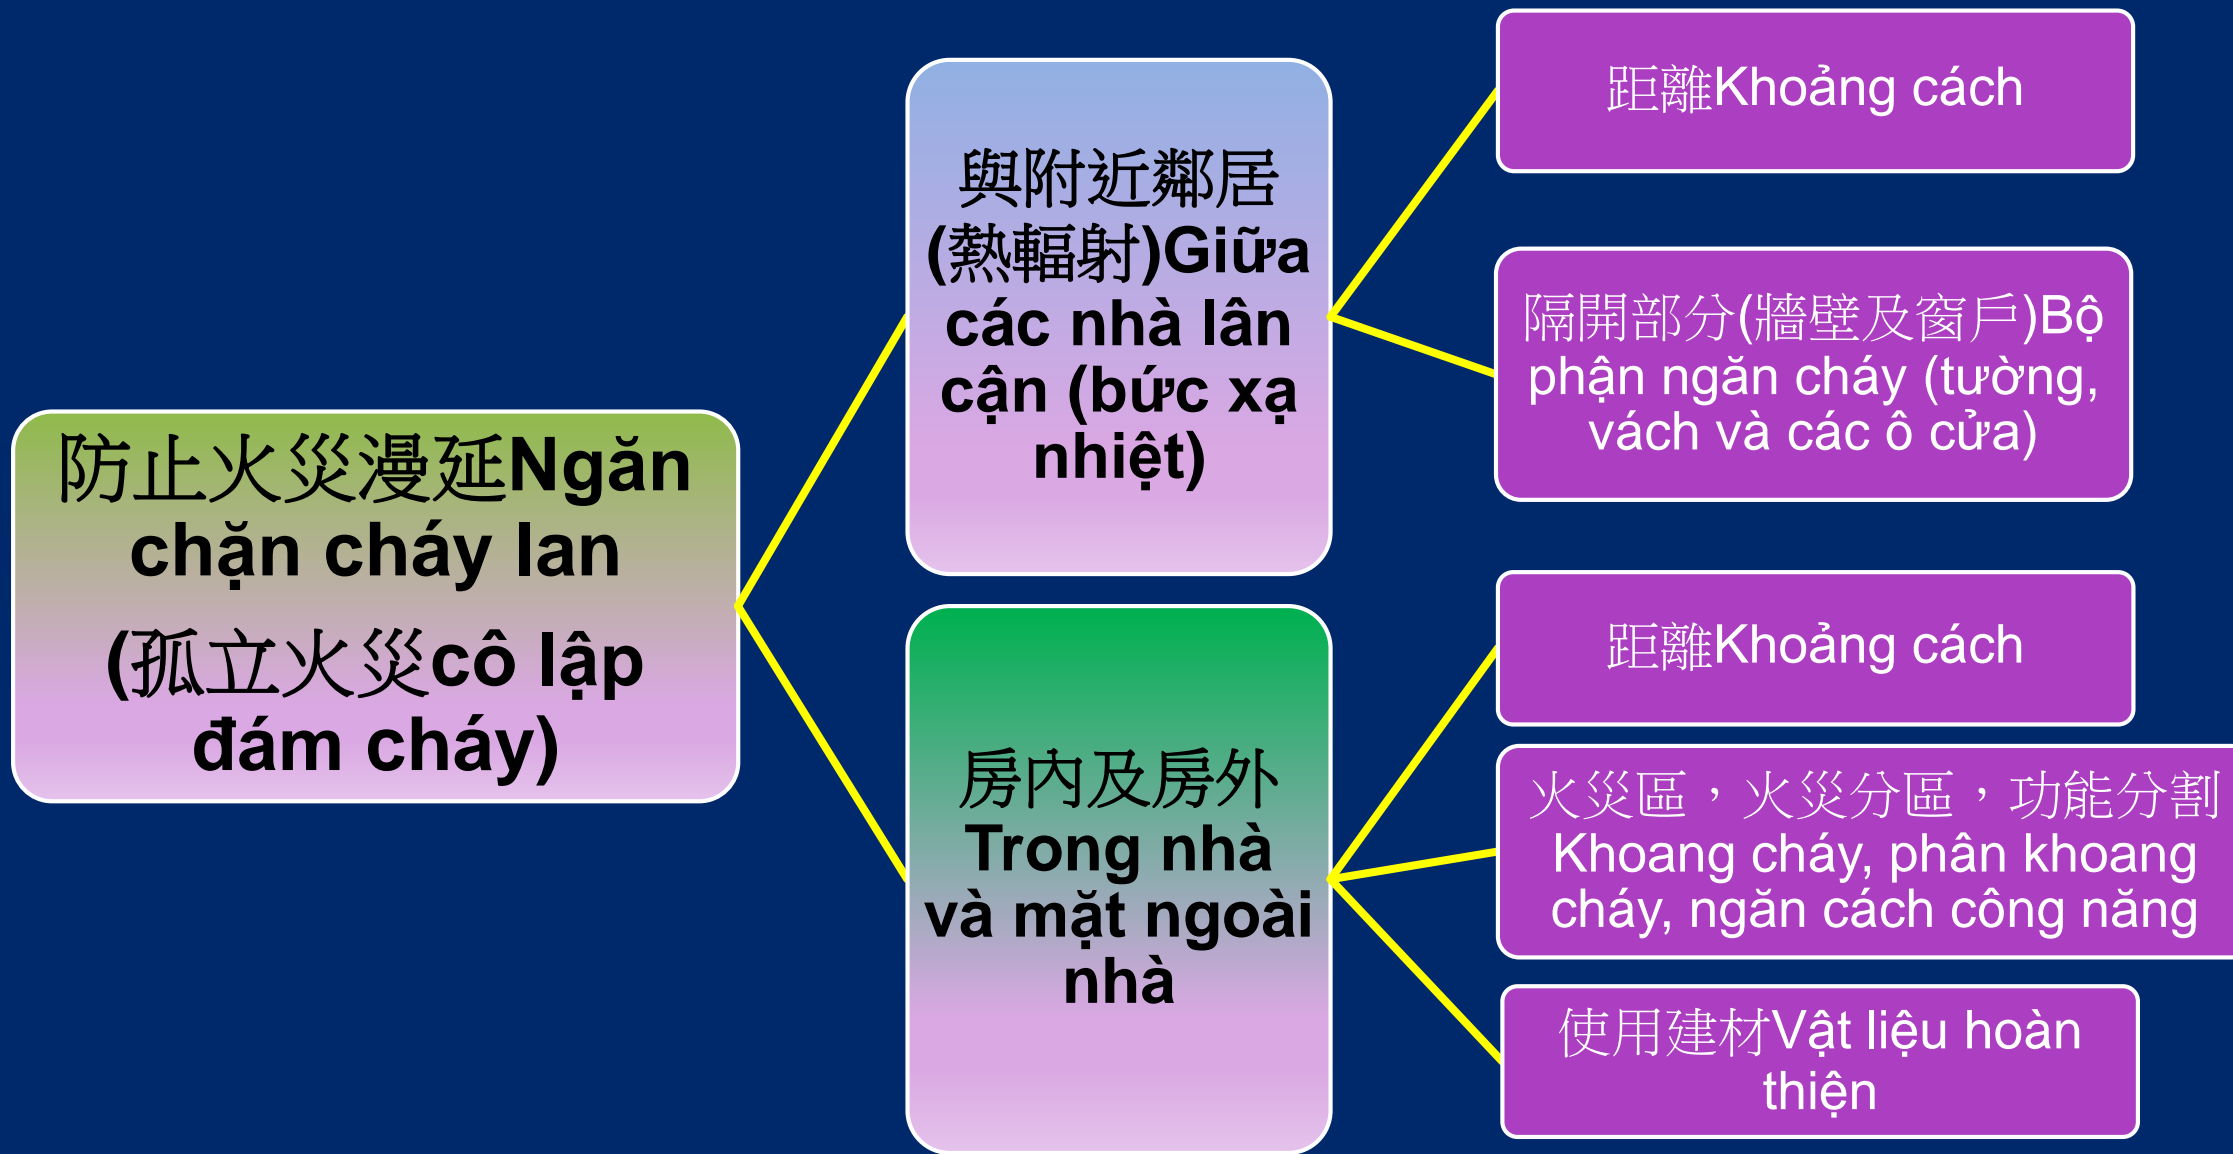 防止火災漫延Ngăn
chặn cháy lan
(孤立火災cô lập
đám cháy)
與附近鄰居
(熱輻射)Giữa
các nhà lân
cận (bức xạ
nhiệt)
距離Khoảng cách
隔開部分(牆壁及窗戶)Bộ
phận ngăn cháy (tường,
vách và các ô cửa)
房內及房外
Trong nhà
và mặt ngoài
nhà
距離Khoảng cách
火災區，火災分區，功能分割
Khoang cháy, phân khoang
cháy, ngăn cách công năng
使用建材Vật liệu hoàn
thiện